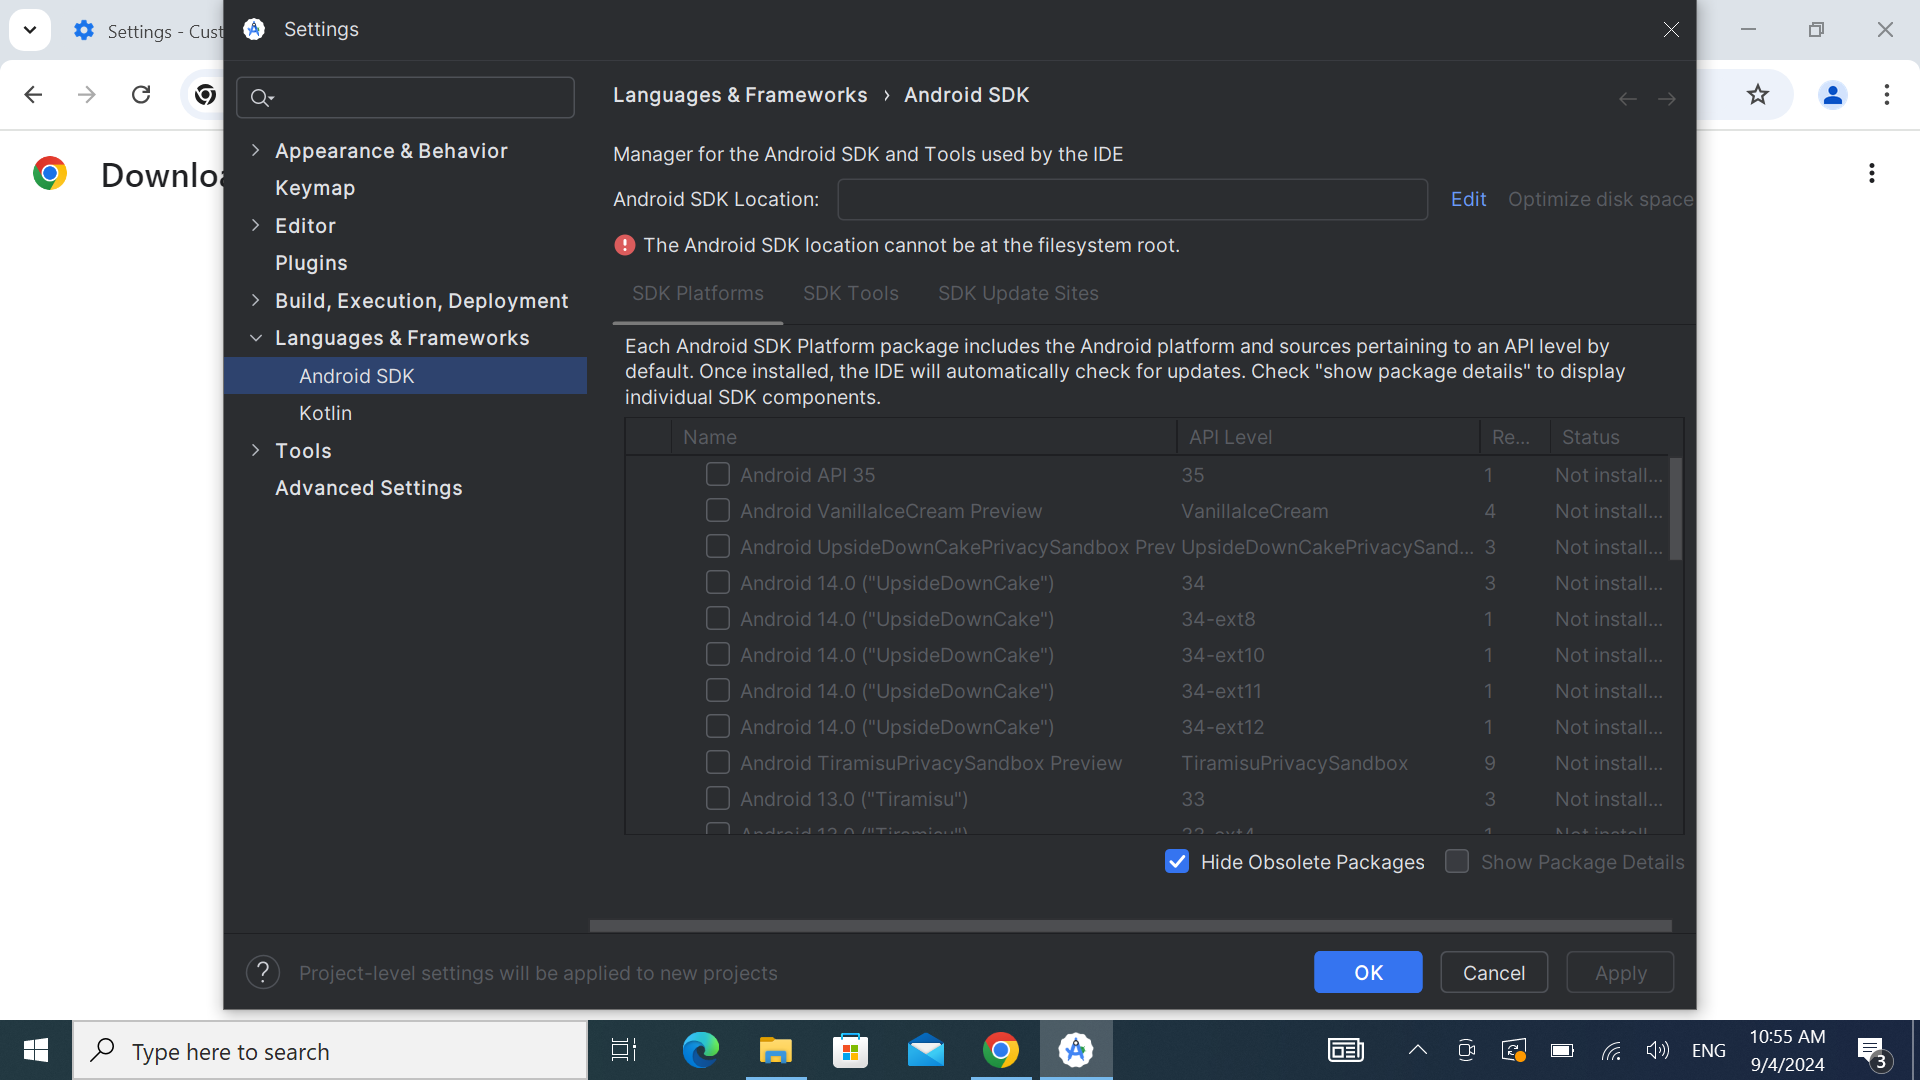 Settings - Cust
Settings
Downloa
Appearance & Behavior
Keymap
Editor
Plugins
Build, Execution, Deployment
Languages & Frameworks
Android SDK
Kotlin
Tools
Advanced Settings
Languages & Frameworks › Android SDK
Manager for the Android SDK and Tools used by the IDE
Android SDK Location:
Edit
Optimize disk space
The Android SDK location cannot be at the filesystem root.
SDK Platforms SDK Tools SDK Update Sites
Each Android SDK Platform package includes the Android platform and sources pertaining to an API level by
default. Once installed, the IDE will automatically check for updates. Check "show package details" to display
individual SDK components.
Name API Level Re... Status
Android API 35 35 1 Not install...
Android VanillaIceCream Preview VanillaIceCream 4 Not install...
Android UpsideDownCakePrivacySandbox Prev UpsideDownCakePrivacySand... 3 Not install...
Android 14.0 ("UpsideDownCake") 34 3 Not install...
Android 14.0 ("UpsideDownCake") 34-ext8 1 Not install...
Android 14.0 ("UpsideDownCake") 34-ext10 1 Not install...
Android 14.0 ("UpsideDownCake") 34-ext11 1 Not install...
Android 14.0 ("UpsideDownCake") 34-ext12 1 Not install...
Android TiramisuPrivacySandbox Preview TiramisuPrivacySandbox 9 Not install...
Android 13.0 ("Tiramisu") 33 3 Not install...
Android 13.0 ("Tiramisu") 33-ext4 1 Not install...
Hide Obsolete Packages
Show Package Details
? Project-level settings will be applied to new projects
OK
Cancel
Apply
Type here to search
ENG
10:55 AM
9/4/2024
3